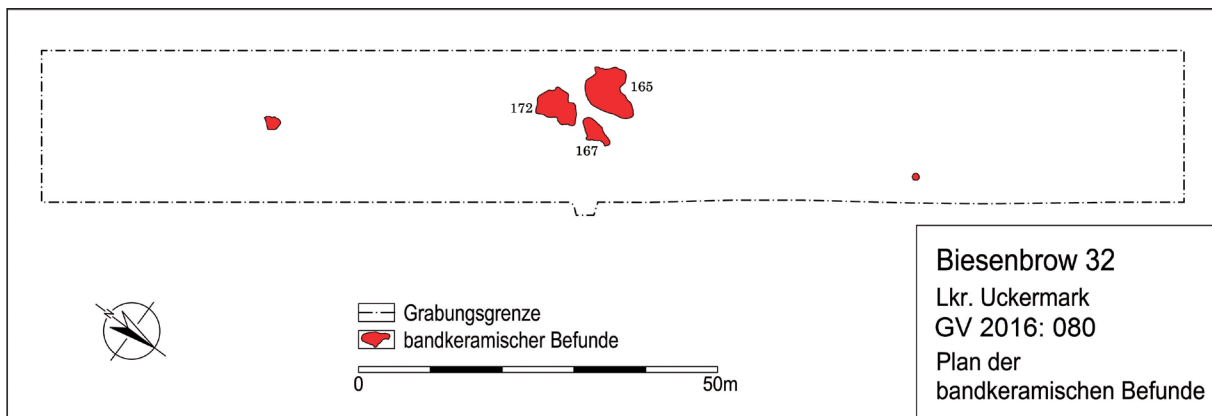 165
172
167
N
Grabungsgrenze
bandkeramischer Befunde
0 50m
Biesenbrow 32
Lkr. Uckermark
GV 2016: 080
Plan der
bandkeramischen Befunde